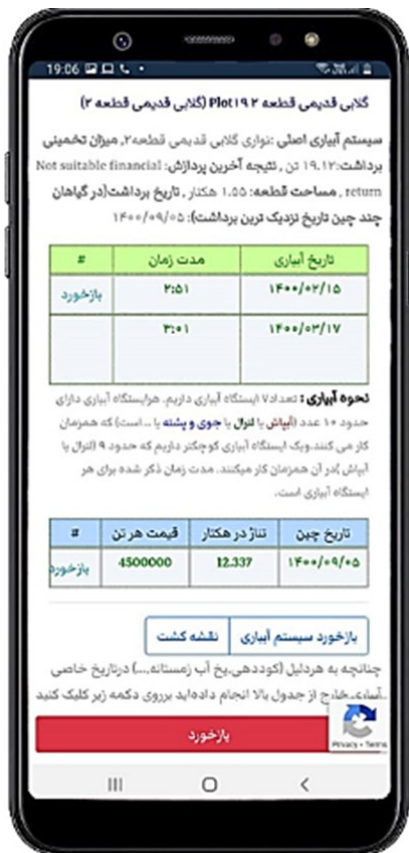 19:06
گلابی قدیمی قطعه ۲ Plot۱۹ (گلابی قدیمی قطعه ۲)
سیستم آبیاری اصلی :نواری گلابی قدیمی قطعه۲, میزان تخمینی
برداشت:۱۹.۱۲ تن , نتیجه آخرین پردازش: Not suitable financial
return , مساحت قطعه: ۱.۵۵ هکتار , تاریخ برداشت(در گیاهان
چند چین تاریخ نزدیک ترین برداشت): ۱۴۰۰/۰۹/۰۵
تاریخ آبیاری مدت زمان #
۱۴۰۰/۰۲/۱۵ ۲:۵۱ بازخورد
۱۴۰۰/۰۳/۱۷ ۳:۰۱
نحوه آبیاری : تعداد۷ ایستگاه آبیاری داریم. هرایستگاه آبیاری دارای
حدود ۱۰ عدد (آبپاش یا لترال یا جوی و پشته یا ... است) که همزمان
کار می کنند.ویک ایستگاه آبیاری کوچکتر داریم که حدود ۹ (لترال یا
آبپاش )در آن همزمان کار میکنند. مدت زمان ذکر شده برای هر
ایستگاه آبیاری است.
تاریخ چین تناژ در هکتار قیمت هر تن #
۱۴۰۰/۰۹/۰۵ 12.337 4500000 بازخورد
بازخورد سیستم آبیاری نقشه کشت
چنانچه به هردلیل (کوددهی،یخ آب زمستانه,...) درتاریخ خاصی
آبیاری خارج از جدول بالا انجام داده‌اید برروی دکمه زیر کلیک کنید
بازخورد
Privacy - Terms